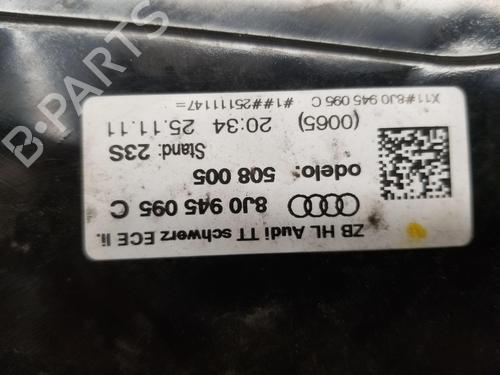 ZB HL Audi TT schwerz ECE li.
8J0 945 095 C
odelo: 508 005
Stand: 23S
(0065) 20:34 25.11.11
X11#8J0 945 095 C #1##25111147=
B-PARTS